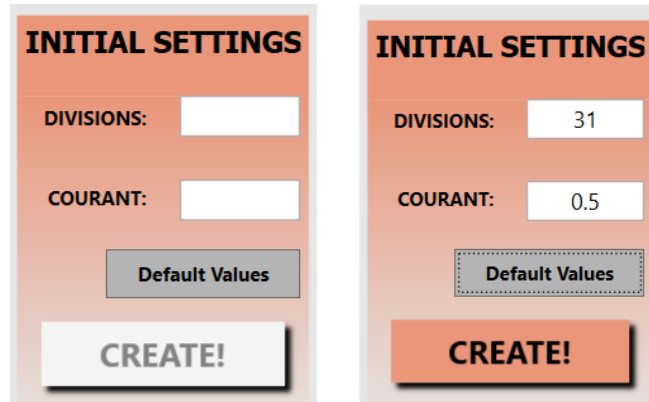 INITIAL SETTINGS
DIVISIONS:
COURANT:
Default Values
CREATE!
INITIAL SETTINGS
DIVISIONS: 31
COURANT: 0.5
Default Values
CREATE!